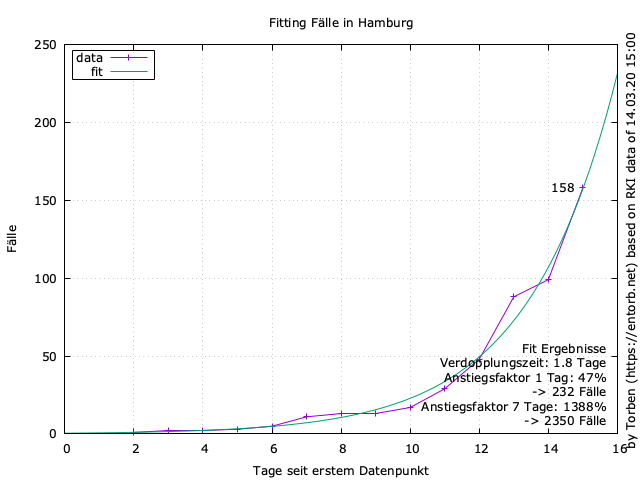 Fitting Fälle in Hamburg
250
200
150
100
50
0
Fälle
data
fit
158
Fit Ergebnisse
Verdopplungszeit: 1.8 Tage
Anstiegsfaktor 1 Tag: 47%
-> 232 Fälle
Anstiegsfaktor 7 Tage: 1388%
-> 2350 Fälle
0 2 4 6 8 10 12 14 16
Tage seit erstem Datenpunkt
by Torben (https://entorb.net) based on RKI data of 14.03.20 15:00